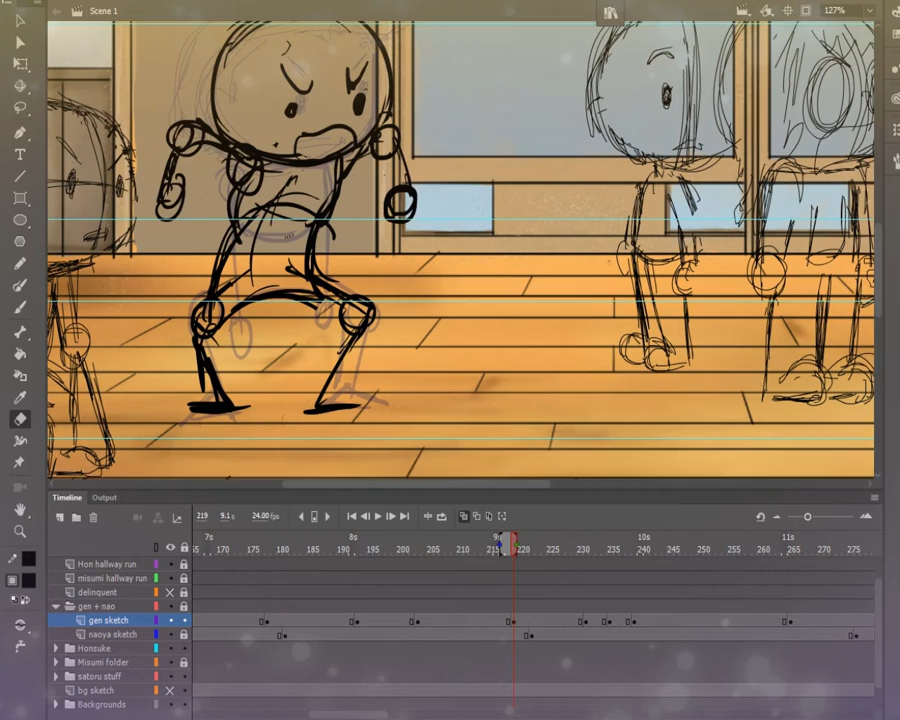 Scene 1
127%
Timeline
Output
219 9.1 s 24.00 fps
7s 8s 9s 10s 11s
65 170 175 180 185 190 195 200 205 210 215 220 225 230 235 240 245 250 255 260 265 270 275
Hon hallway run
misumi hallway run
delinquent
gen + nao
gen sketch
naoya sketch
Honsuke
Misumi folder
satoru stuff
bg sketch
Backgrounds